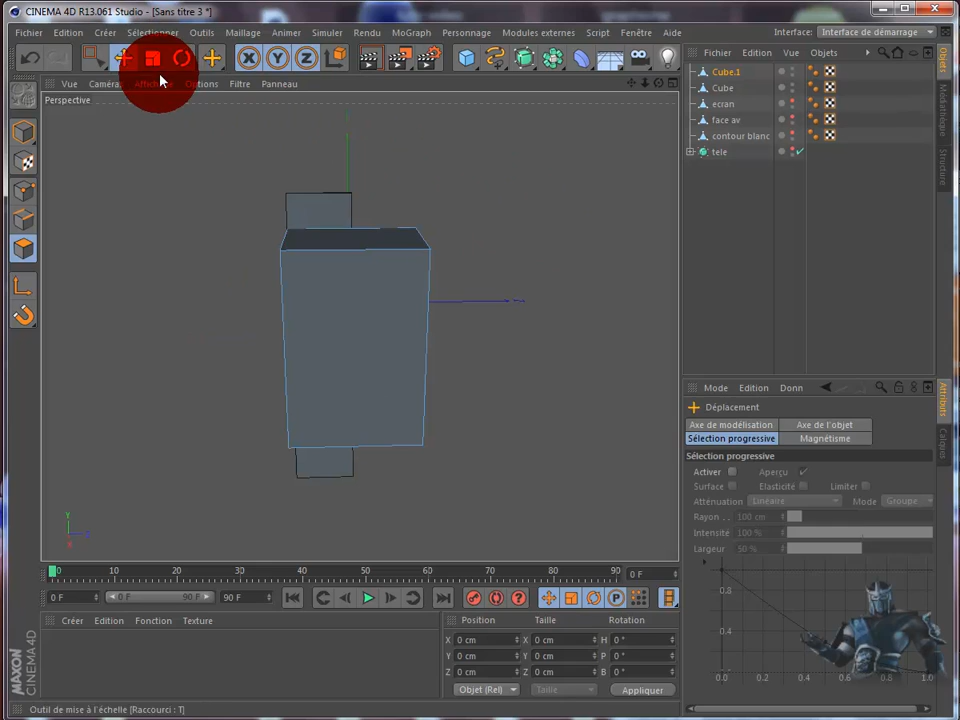 CINEMA 4D R13.061 Studio - [Sans titre 3 *]
Fichier Edition Créer Sélectionner Outils Maillage Animer Simuler Rendu MoGraph Personnage Modules externes Script Fenêtre Aide Interface: Interface de démarrage
Vue Caméra Affichage Options Filtre Panneau
Perspective
Y
Fichier Edition Vue Objets
Cube.1
Cube
ecran
face av
contour blanc
tele
Objets
Médiathèque
Structure
Mode Edition Donn
Déplacement
Axe de modélisation Axe de l'objet
Sélection progressive Magnétisme
Sélection progressive
Activer Aperçu
Surface Elasticité Limiter
Atténuation Linéaire Mode Groupe
Rayon . . 100 cm
Intensité 100 %
Largeur 50 %
0.8
0.4
0.0 0.2 0.4 0.6 0.8 1.0
Attributs
Calques
0 10 20 30 40 50 60 70 80 90 0 F
0 F 0 F 90 F 90 F
Créer Edition Fonction Texture
Position Taille Rotation
X 0 cm X 0 cm H 0 °
Y 0 cm Y 0 cm P 0 °
Z 0 cm Z 0 cm B 0 °
Objet (Rel) Taille Appliquer
MAXON
CINEMA 4D
Outil de mise à l'échelle [Raccourci : T]